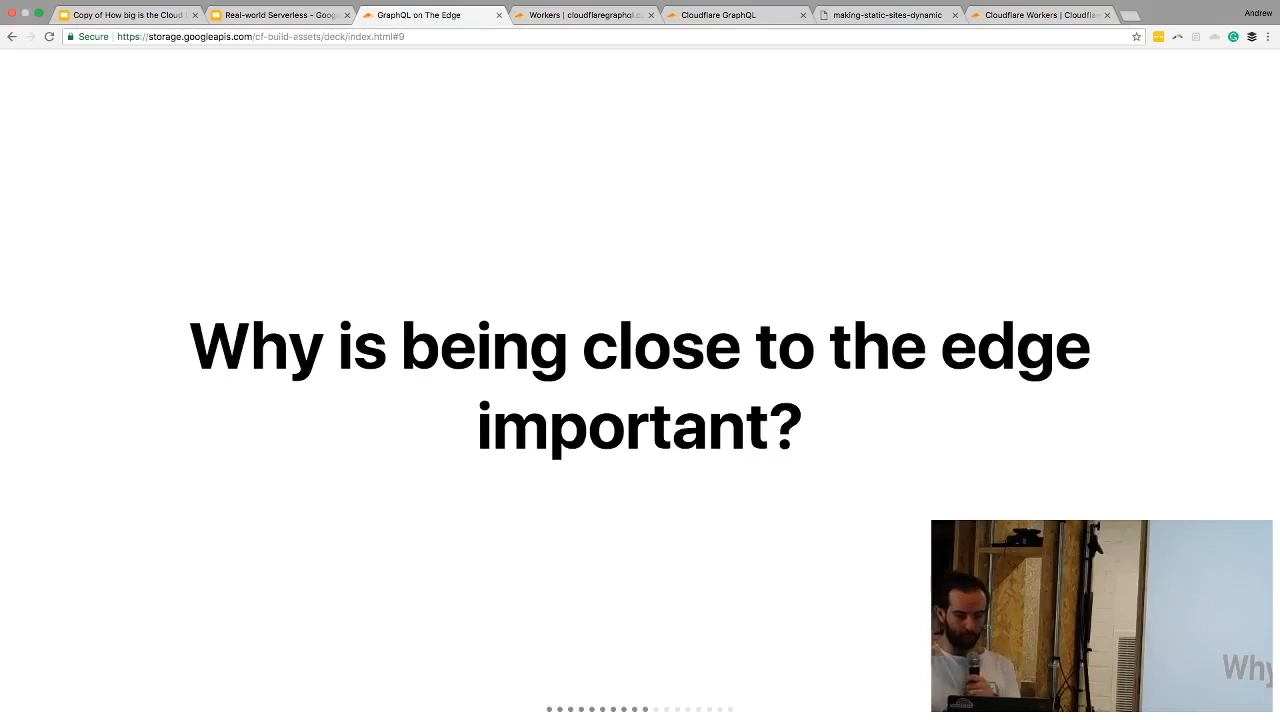 Copy of How big is the Cloud
Real-world Serverless - Goog
GraphQL on The Edge
Workers | cloudflaregraphql.c
Cloudflare GraphQL
making-static-sites-dynamic
Cloudflare Workers | Cloudfla
Andrew
Secure
https://storage.googleapis.com/cf-build-assets/deck/index.html#9
Why is being close to the edge
important?
Why